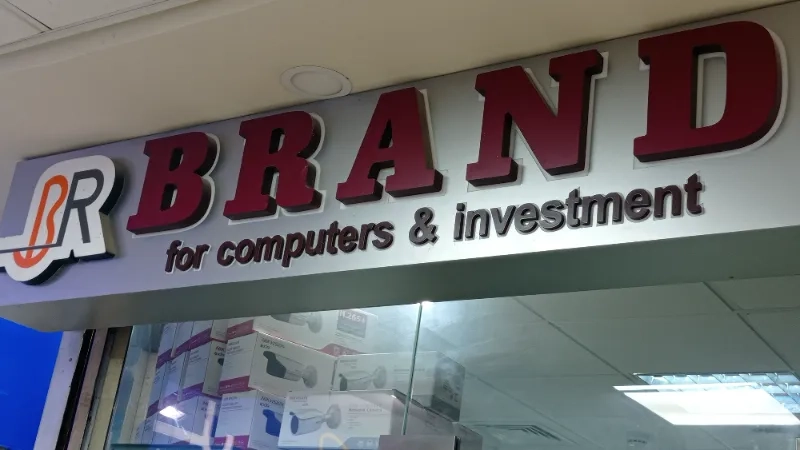 BR
BRAND
for computers & investment